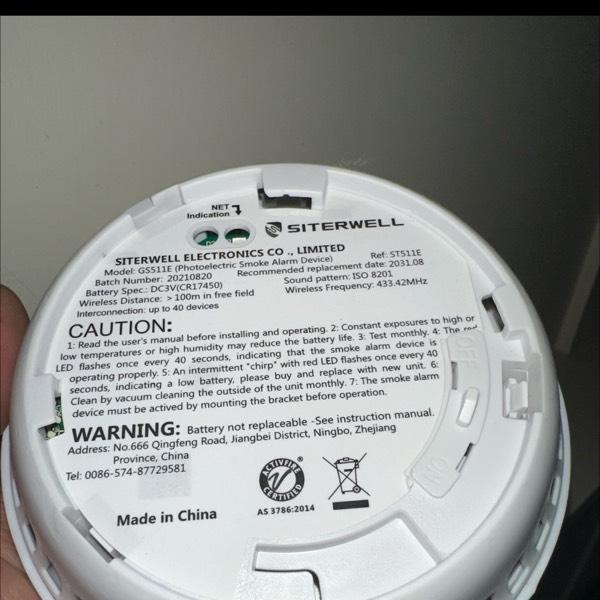 NET
Indication
SITERWELL
SITERWELL ELECTRONICS CO ., LIMITED
Model: GS511E (Photoelectric Smoke Alarm Device) Ref: ST511E
Batch Number: 20210820 Recommended replacement date: 2031.08
Battery Spec.: DC3V(CR17450) Sound pattern: ISO 8201
Wireless Distance: >100m in free field Wireless Frequency: 433.42MHz
Interconnection: up to 40 devices
CAUTION:
1: Read the user's manual before installing and operating. 2: Constant exposures to high or
low temperatures or high humidity may reduce the battery life. 3: Test monthly. 4: The red
LED flashes once every 40 seconds, indicating that the smoke alarm device is
operating properly. 5: An intermittent "chirp" with red LED flashes once every 40
seconds, indicating a low battery, please buy and replace with new unit. 6:
Clean by vacuum cleaning the outside of the unit monthly. 7: The smoke alarm
device must be actived by mounting the bracket before operation.
OFF
ON
WARNING: Battery not replaceable -See instruction manual.
Address: No.666 Qingfeng Road, Jiangbei District, Ningbo, Zhejiang
Province, China
Tel: 0086-574-87729581
ACTIVFIRE
CERTIFIED
®
Made in China
AS 3786:2014